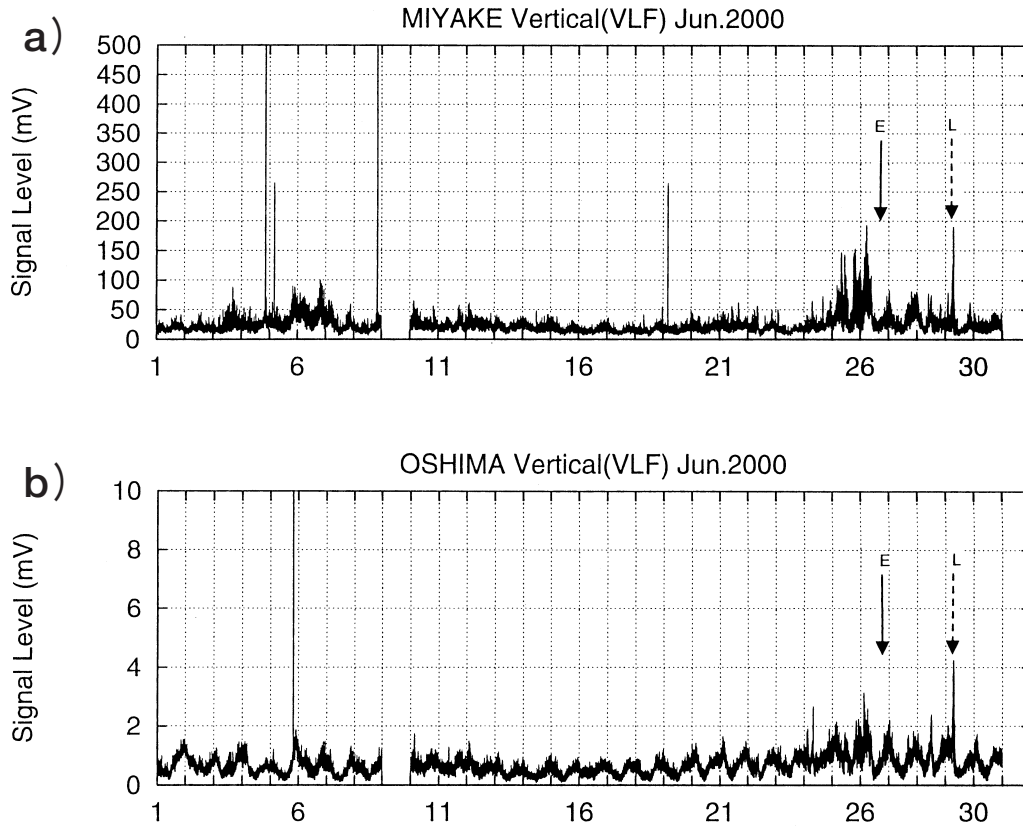 a)
MIYAKE Vertical(VLF) Jun.2000
Signal Level (mV)
500
450
400
350
300
250
200
150
100
50
0
E
L
1 6 11 16 21 26 30
b)
OSHIMA Vertical(VLF) Jun.2000
Signal Level (mV)
10
8
6
4
2
0
E
L
1 6 11 16 21 26 30